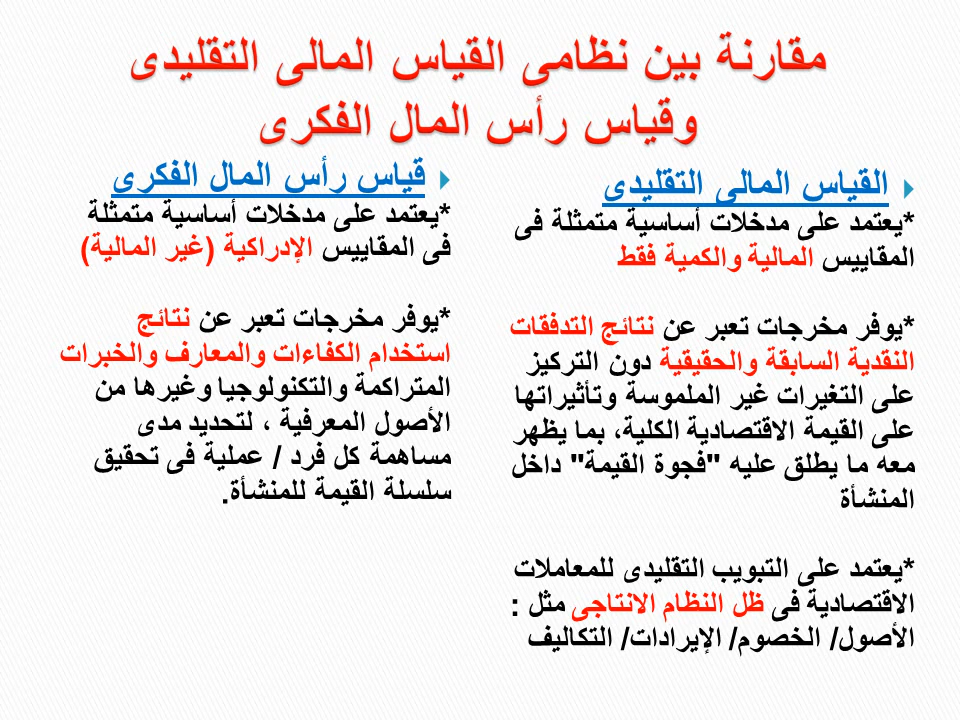 مقارنة بين نظامى القياس المالى التقليدى
وقياس رأس المال الفكرى
القياس المالى التقليدى
*يعتمد على مدخلات أساسية متمثلة فى
المقاييس المالية والكمية فقط
*يوفر مخرجات تعبر عن نتائج التدفقات
النقدية السابقة والحقيقية دون التركيز
على التغيرات غير الملموسة وتأثيراتها
على القيمة الاقتصادية الكلية، بما يظهر
معه ما يطلق عليه "فجوة القيمة" داخل
المنشأة
*يعتمد على التبويب التقليدى للمعاملات
الاقتصادية فى ظل النظام الانتاجى مثل :
الأصول/ الخصوم/ الإيرادات/ التكاليف
قياس رأس المال الفكرى
*يعتمد على مدخلات أساسية متمثلة
فى المقاييس الإدراكية (غير المالية)
*يوفر مخرجات تعبر عن نتائج
استخدام الكفاءات والمعارف والخبرات
المتراكمة والتكنولوجيا وغيرها من
الأصول المعرفية ، لتحديد مدى
مساهمة كل فرد / عملية فى تحقيق
سلسلة القيمة للمنشأة.